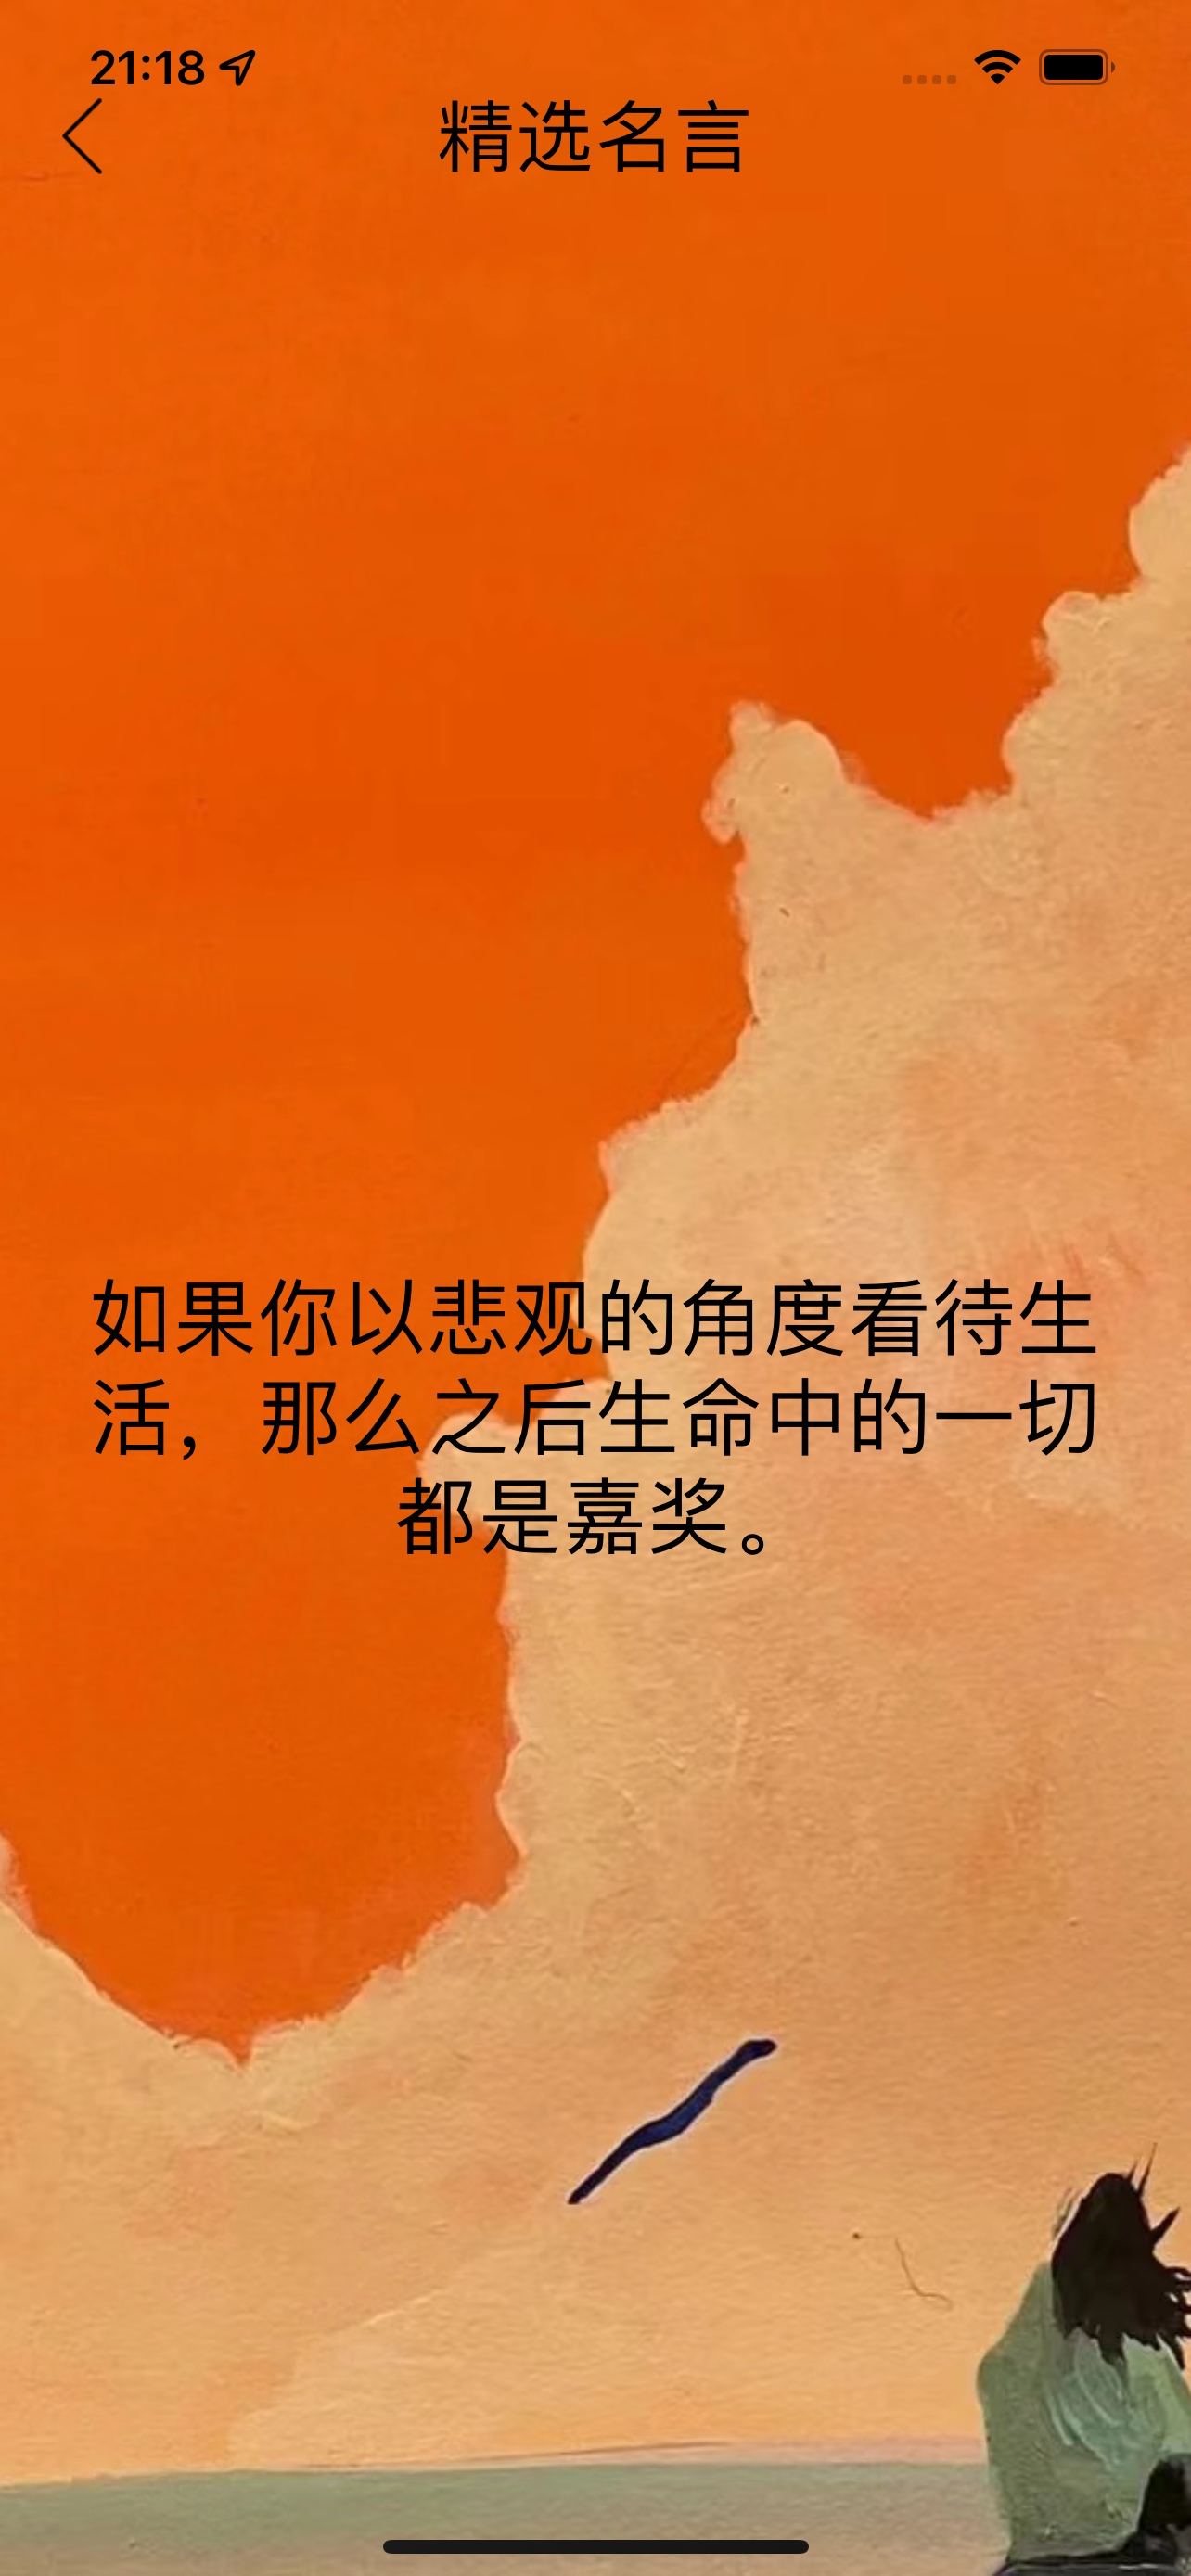 21:18
精选名言
如果你以悲观的角度看待生
活，那么之后生命中的一切
都是嘉奖。